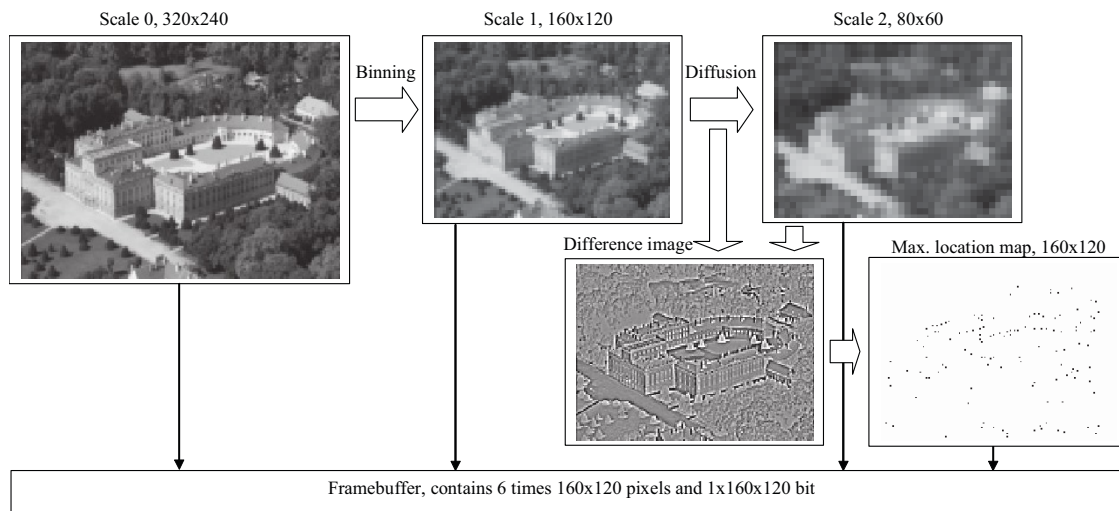 Scale 0, 320x240
Scale 1, 160x120
Scale 2, 80x60
Binning
Diffusion
Difference image
Max. location map, 160x120
Framebuffer, contains 6 times 160x120 pixels and 1x160x120 bit